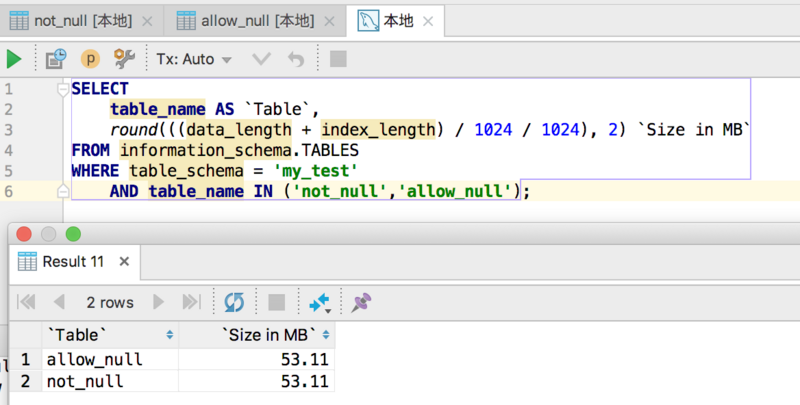 not_null [本地]
allow_null [本地]
本地
Tx: Auto
1 SELECT
2 table_name AS `Table`,
3 round(((data_length + index_length) / 1024 / 1024), 2) `Size in MB`
4 FROM information_schema.TABLES
5 WHERE table_schema = 'my_test'
6 AND table_name IN ('not_null','allow_null');
Result 11
2 rows
`Table` `Size in MB`
1 allow_null 53.11
2 not_null 53.11